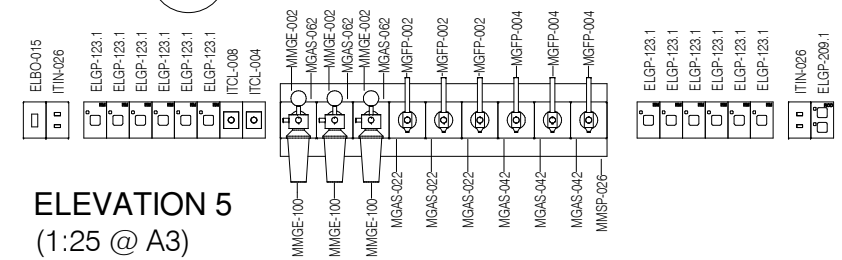 ELBO-015
ITIN-026
ELGP-123.1
ELGP-123.1
ELGP-123.1
ELGP-123.1
ELGP-123.1
ELGP-123.1
ITCL-008
ITCL-004
MMGE-002
MGAS-062
MMGE-002
MGAS-062
MMGE-002
MGAS-062
MGFP-002
MGFP-002
MGFP-002
MGFP-004
MGFP-004
MGFP-004
ELGP-123.1
ELGP-123.1
ELGP-123.1
ELGP-123.1
ELGP-123.1
ELGP-123.1
ITIN-026
ELGP-209.1
MMGE-100
MMGE-100
MMGE-100
MGAS-022
MGAS-022
MGAS-022
MGAS-042
MGAS-042
MGAS-042
MMSP-026
ELEVATION 5
(1:25 @ A3)